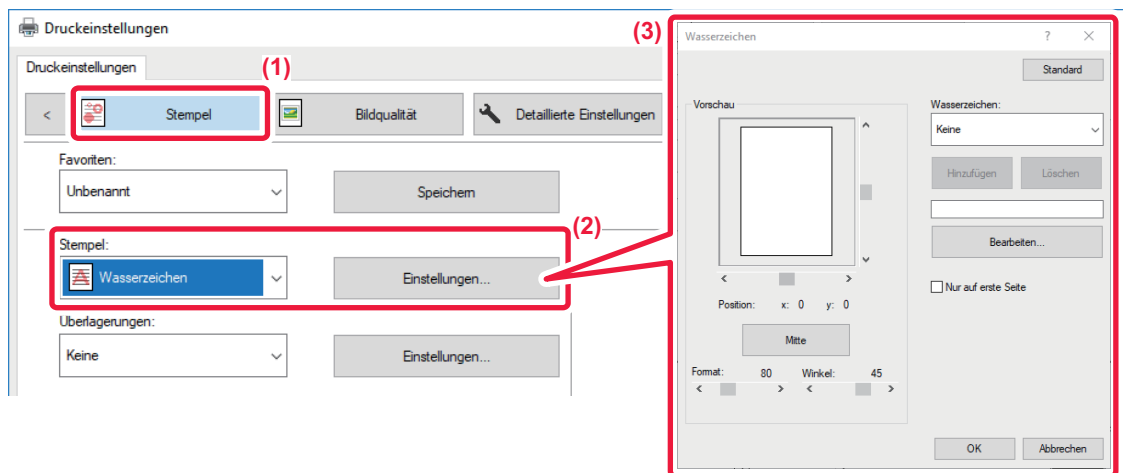 Druckeinstellungen
Druckeinstellungen
(1)
< Stempel Bildqualität Detaillierte Einstellungen
Favoriten:
Unbenannt Speichern
(2)
Stempel:
Wasserzeichen Einstellungen...
Überlagerungen:
Keine Einstellungen...
(3)
Wasserzeichen ? ×
Standard
Vorschau
Wasserzeichen:
Keine
Hinzufügen Löschen
Bearbeiten...
Nur auf erste Seite
Position: x: 0 y: 0
Mitte
Format: 80 Winkel: 45
OK Abbrechen